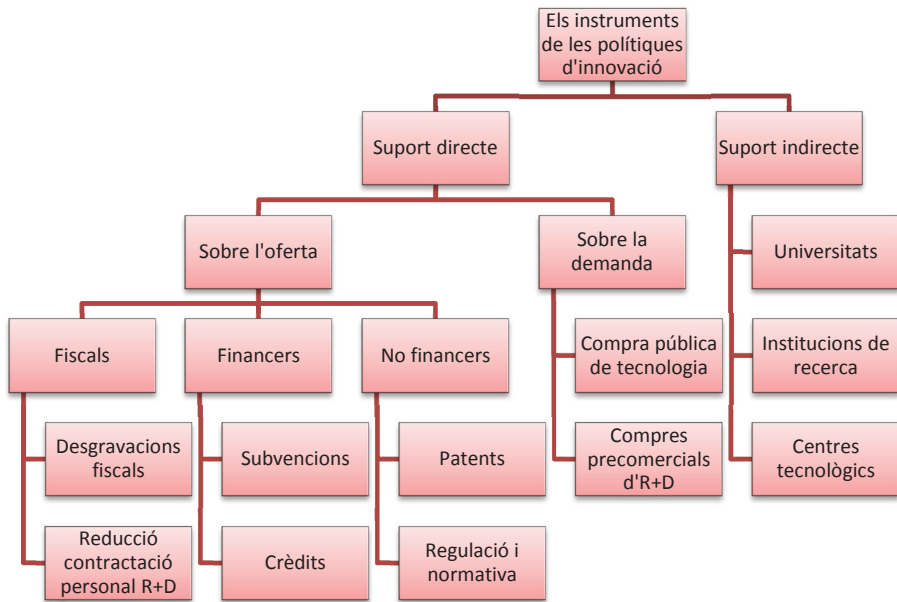 Els instruments
de les polítiques
d'innovació
Suport directe
Suport indirecte
Sobre l'oferta
Sobre la
demanda
Universitats
Fiscals
Financers
No financers
Compra pública
de tecnologia
Institucions de
recerca
Desgravacions
fiscals
Subvencions
Patents
Compres
precomercials
d'R+D
Centres
tecnològics
Reducció
contractació
personal R+D
Crèdits
Regulació i
normativa